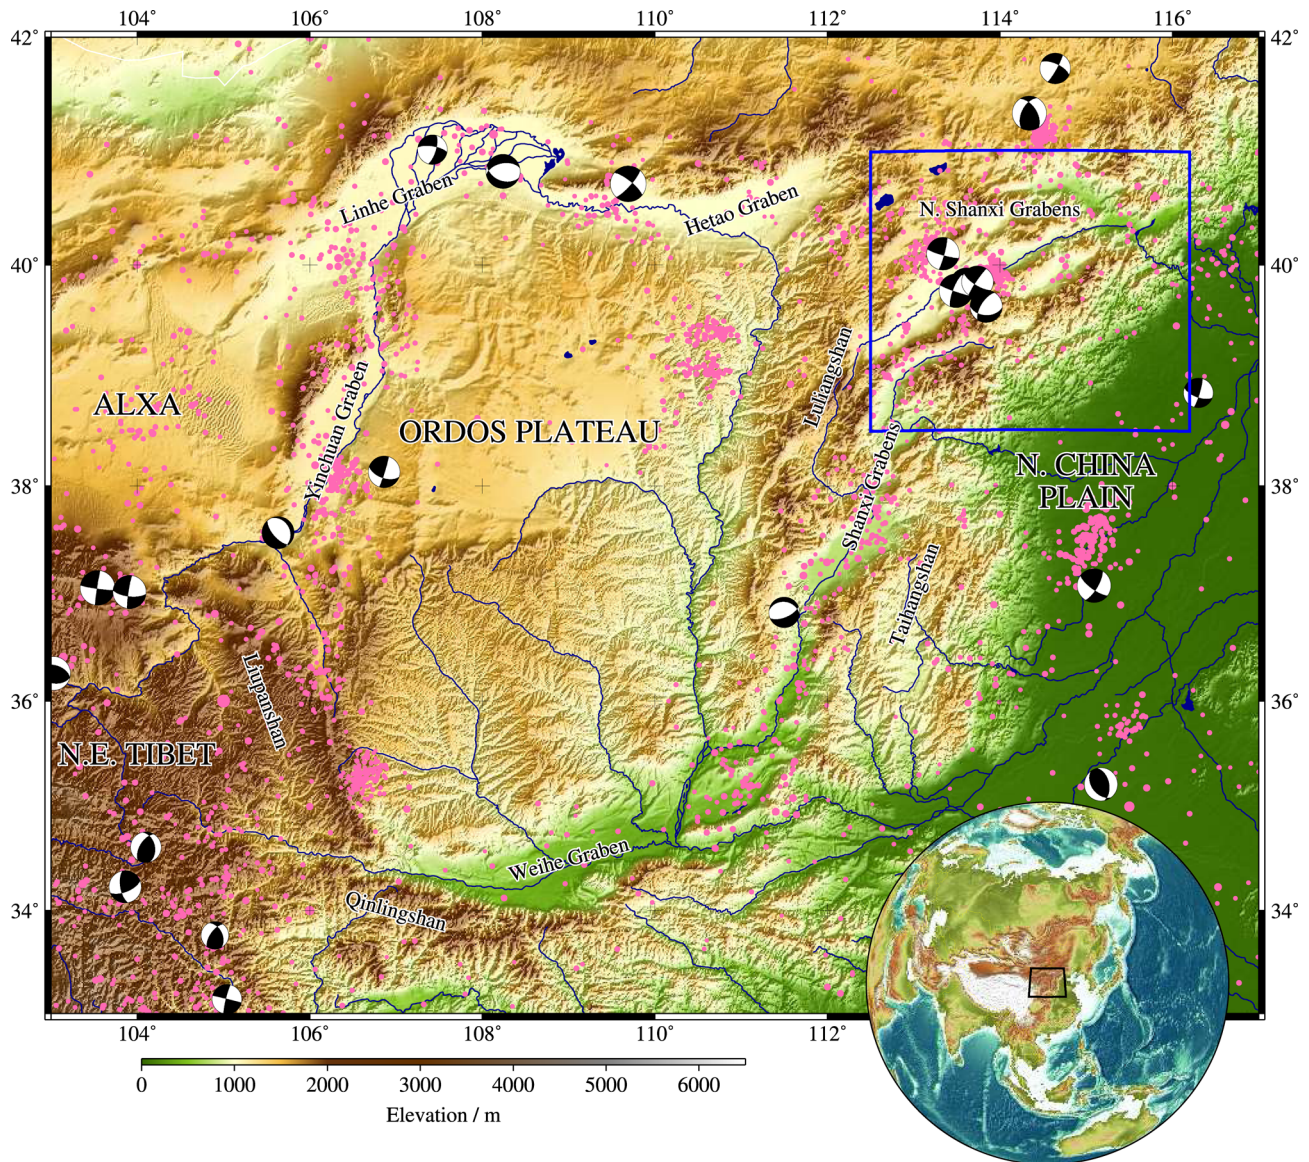 104° 106° 108° 110° 112° 114° 116°
42° 42°
Linhe Graben
Hetao Graben
N. Shanxi Grabens
40° 40°
Luliangshan
ALXA
Yinchuan Graben
ORDOS PLATEAU
Shanxi Grabens
N. CHINA
PLAIN
38° 38°
Taihangshan
Liupanshan
36° 36°
N.E. TIBET
Weihe Graben
Qinlingshan
34° 34°
104° 106° 108° 110° 112°
0 1000 2000 3000 4000 5000 6000
Elevation / m